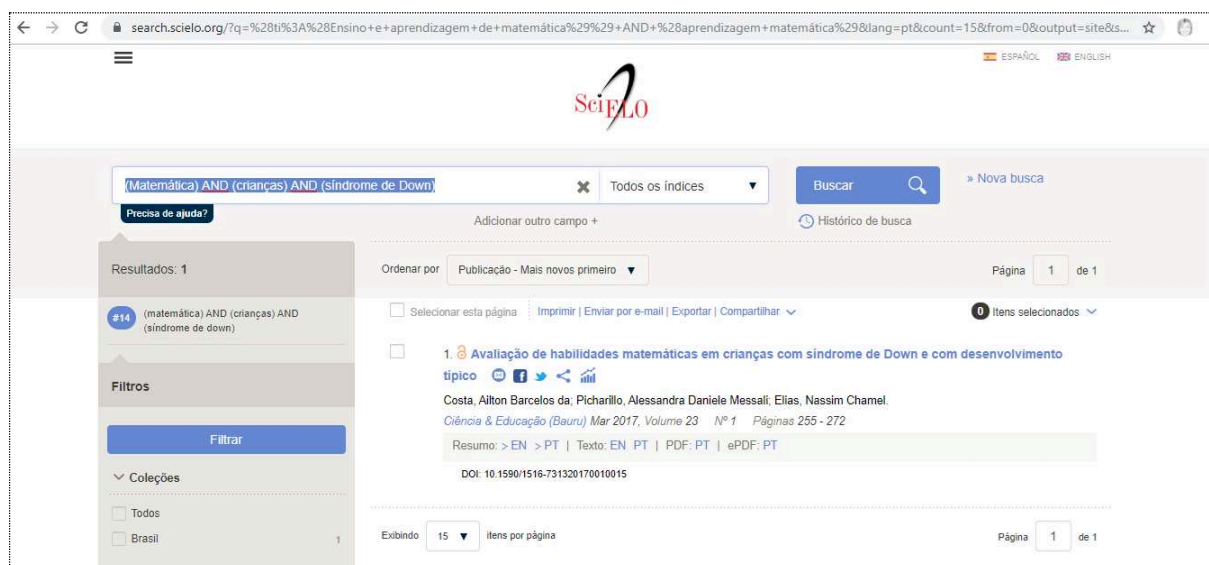 search.scielo.org/?q=%28ti%3A%28Ensino+e+aprendizagem+de+matemática%29%29+AND+%28aprendizagem+matemática%29&lang=pt&count=15&from=0&output=site&s...
ESPAÑOL ENGLISH
SciELO
(Matemática) AND (crianças) AND (síndrome de Down)
Todos os índices
Buscar
» Nova busca
Precisa de ajuda?
Adicionar outro campo +
Histórico de busca
Resultados: 1
Ordenar por Publicação - Mais novos primeiro
Página 1 de 1
#14 (matemática) AND (crianças) AND
(síndrome de down)
Selecionar esta página Imprimir | Enviar por e-mail | Exportar | Compartilhar
0 Itens selecionados
1. Avaliação de habilidades matemáticas em crianças com síndrome de Down e com desenvolvimento
típico
Costa, Ailton Barcelos da; Picharillo, Alessandra Daniele Messali; Elias, Nassim Chamel.
Ciência & Educação (Bauru) Mar 2017, Volume 23 Nº 1 Páginas 255 - 272
Resumo: > EN > PT | Texto: EN PT | PDF: PT | ePDF: PT
DOI: 10.1590/1516-731320170010015
Filtros
Filtrar
Coleções
Todos
Brasil 1
Exibindo 15 itens por página
Página 1 de 1